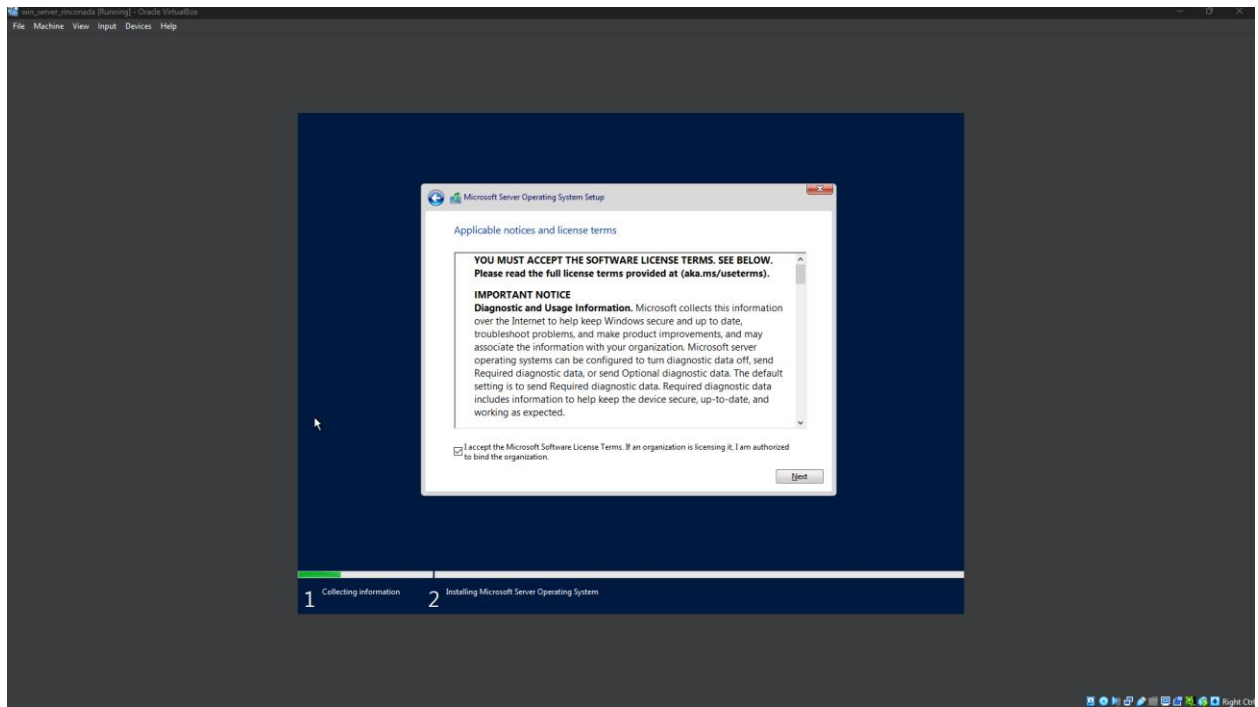 win_server_rinconada [Running] - Oracle VirtualBox
File Machine View Input Devices Help
Microsoft Server Operating System Setup
Applicable notices and license terms
YOU MUST ACCEPT THE SOFTWARE LICENSE TERMS. SEE BELOW.
Please read the full license terms provided at (aka.ms/useterms).
IMPORTANT NOTICE
Diagnostic and Usage Information. Microsoft collects this information
over the Internet to help keep Windows secure and up to date,
troubleshoot problems, and make product improvements, and may
associate the information with your organization. Microsoft server
operating systems can be configured to turn diagnostic data off, send
Required diagnostic data, or send Optional diagnostic data. The default
setting is to send Required diagnostic data. Required diagnostic data
includes information to help keep the device secure, up-to-date, and
working as expected.
I accept the Microsoft Software License Terms. If an organization is licensing it, I am authorized
to bind the organization.
Next
1 Collecting information
2 Installing Microsoft Server Operating System
Right Ctrl